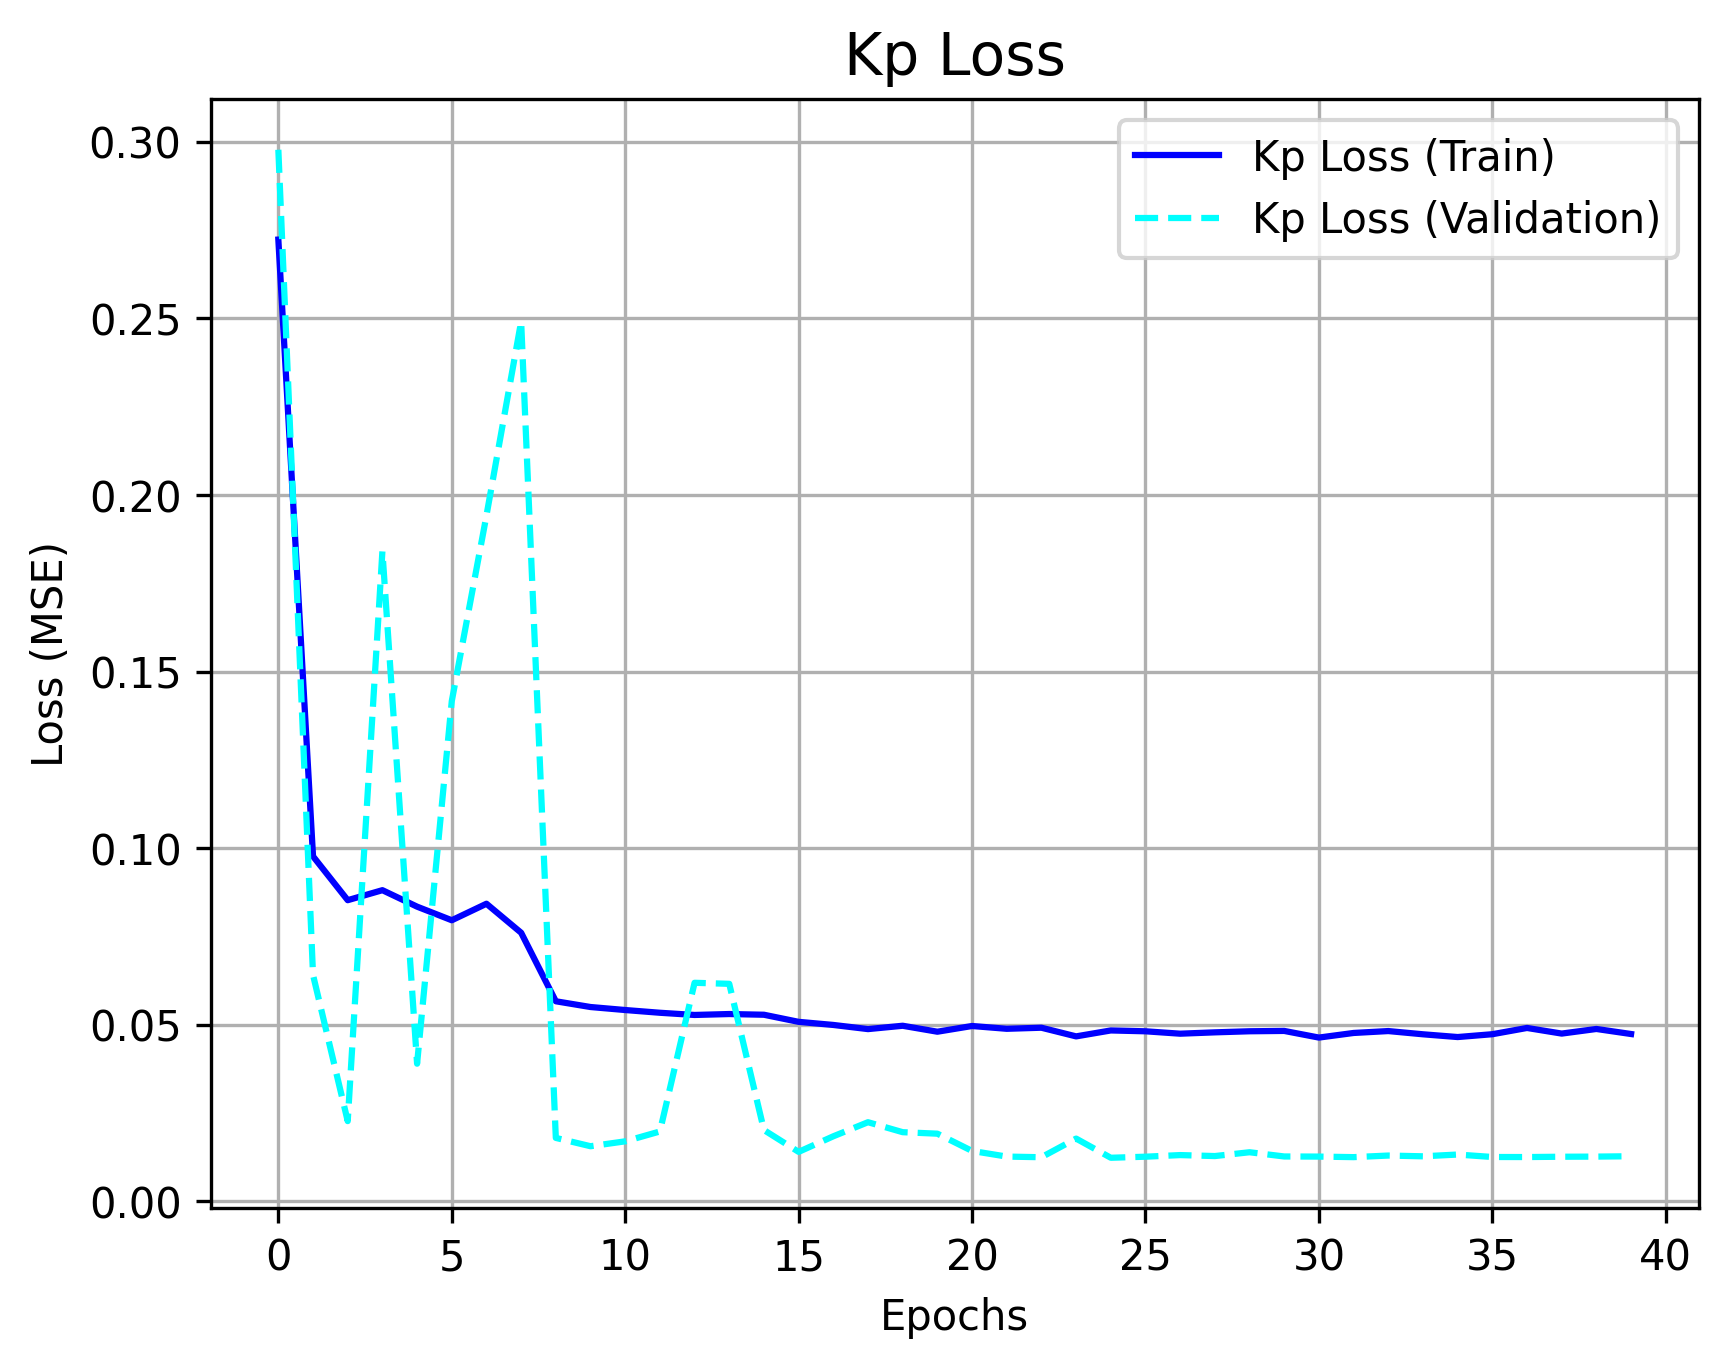 Kp Loss
Kp Loss (Train)
Kp Loss (Validation)
0.30
0.25
0.20
0.15
0.10
0.05
0.00
Loss (MSE)
0 5 10 15 20 25 30 35 40
Epochs